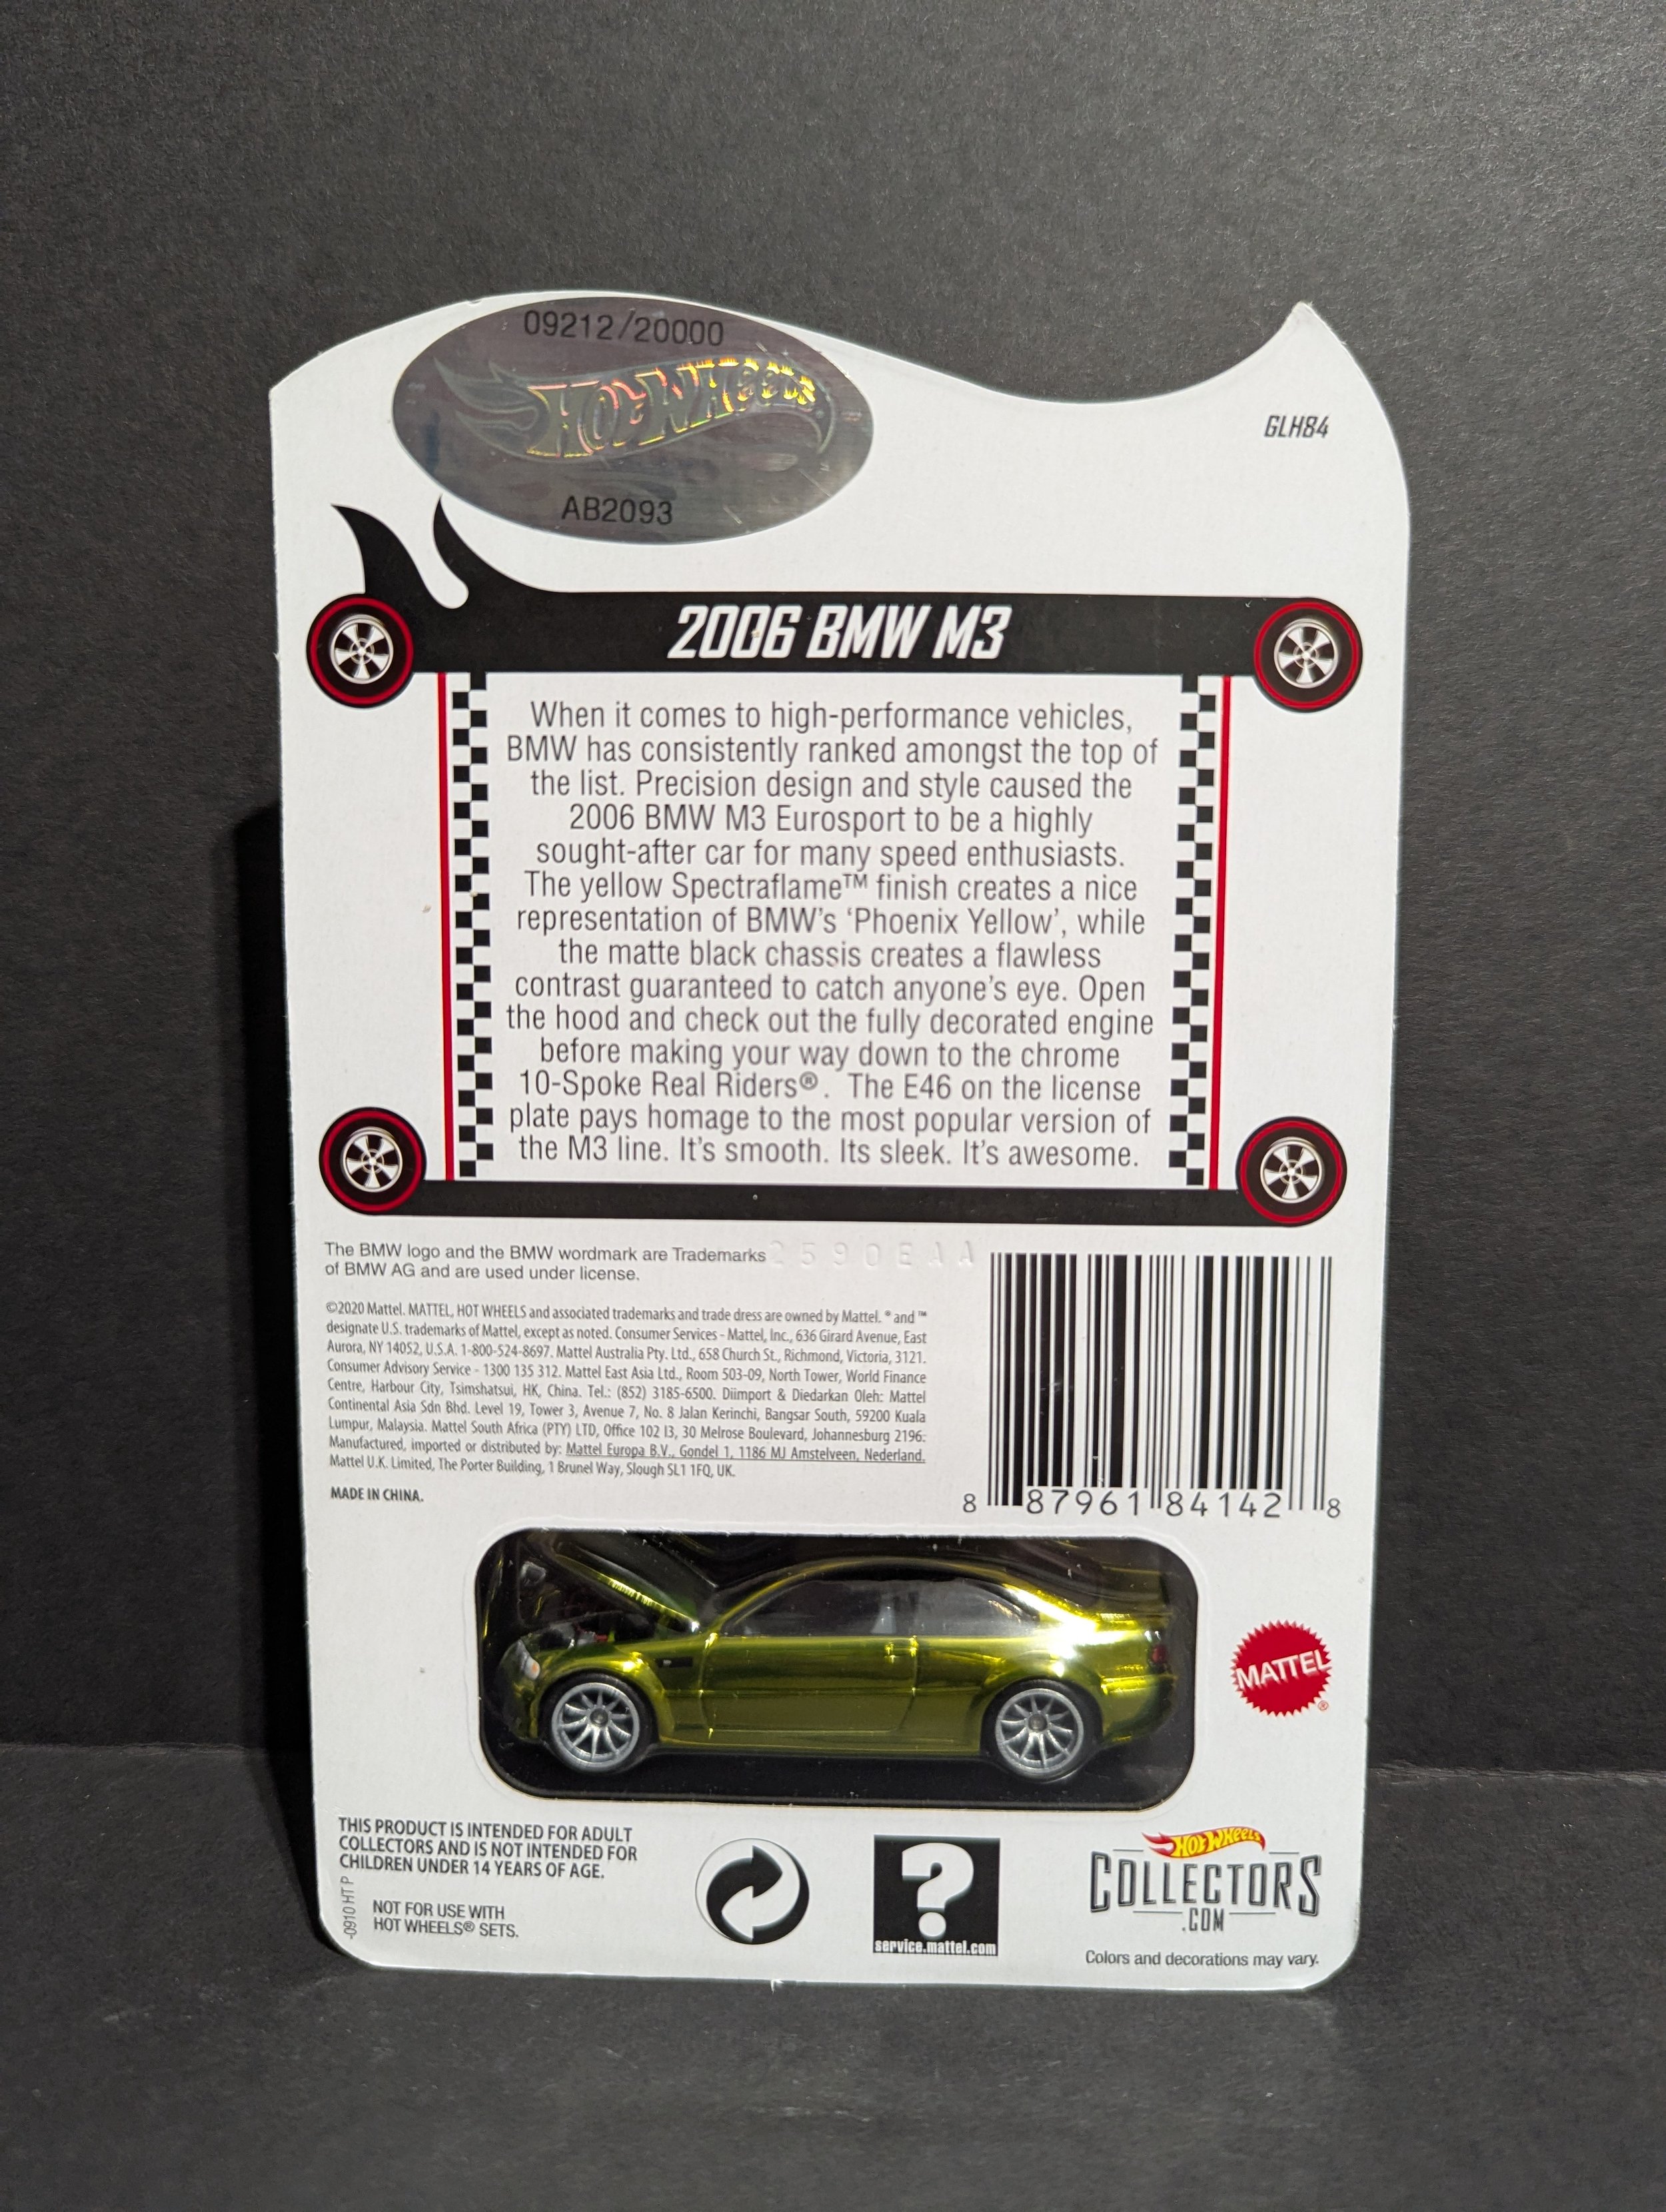 09212/20000
HOT WHEELS
AB2093
GLH84
2006 BMW M3
When it comes to high-performance vehicles,
BMW has consistently ranked amongst the top of
the list. Precision design and style caused the
2006 BMW M3 Eurosport to be a highly
sought-after car for many speed enthusiasts.
The yellow Spectraflame™ finish creates a nice
representation of BMW's ‘Phoenix Yellow’, while
the matte black chassis creates a flawless
contrast guaranteed to catch anyone's eye. Open
the hood and check out the fully decorated engine
before making your way down to the chrome
10-Spoke Real Riders®. The E46 on the license
plate pays homage to the most popular version of
the M3 line. It's smooth. Its sleek. It's awesome.
The BMW logo and the BMW wordmark are Trademarks
of BMW AG and are used under license.
2590EAA
©2020 Mattel. MATTEL, HOT WHEELS and associated trademarks and trade dress are owned by Mattel. ® and ™
designate U.S. trademarks of Mattel, except as noted. Consumer Services - Mattel, Inc., 636 Girard Avenue, East
Aurora, NY 14052, U.S.A. 1-800-524-8697. Mattel Australia Pty. Ltd., 658 Church St., Richmond, Victoria, 3121.
Consumer Advisory Service - 1300 135 312. Mattel East Asia Ltd., Room 503-09, North Tower, World Finance
Centre, Harbour City, Tsimshatsui, HK, China. Tel.: (852) 3185-6500. Diimport & Diedarkan Oleh: Mattel
Continental Asia Sdn Bhd. Level 19, Tower 3, Avenue 7, No. 8 Jalan Kerinchi, Bangsar South, 59200 Kuala
Lumpur, Malaysia. Mattel South Africa (PTY) LTD, Office 102 I3, 30 Melrose Boulevard, Johannesburg 2196.
Manufactured, imported or distributed by: Mattel Europa B.V., Gondel 1, 1186 MJ Amstelveen, Nederland.
Mattel U.K. Limited, The Porter Building, 1 Brunel Way, Slough SL1 1FQ, UK.
MADE IN CHINA.
8 87961 84142 8
MATTEL®
THIS PRODUCT IS INTENDED FOR ADULT
COLLECTORS AND IS NOT INTENDED FOR
CHILDREN UNDER 14 YEARS OF AGE.
-0910 HT P
NOT FOR USE WITH
HOT WHEELS® SETS.
?
service.mattel.com
HOT WHEELS
COLLECTORS
.COM
Colors and decorations may vary.